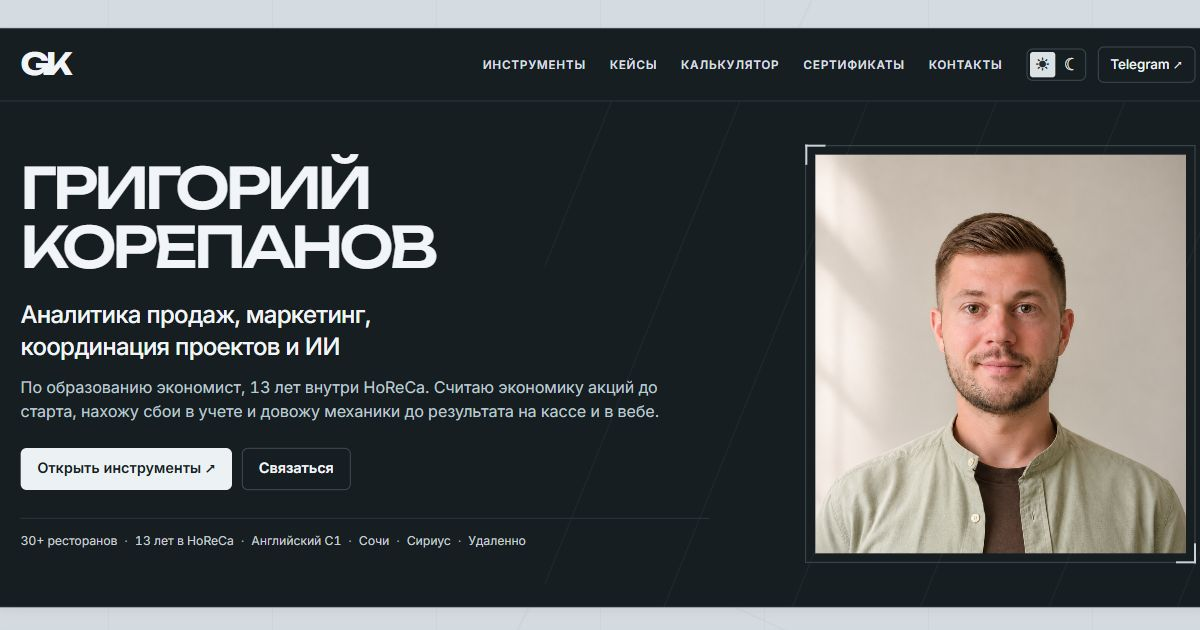 GK
ИНСТРУМЕНТЫ КЕЙСЫ КАЛЬКУЛЯТОР СЕРТИФИКАТЫ КОНТАКТЫ Telegram ↗
ГРИГОРИЙ
КОРЕПАНОВ
Аналитика продаж, маркетинг,
координация проектов и ИИ
По образованию экономист, 13 лет внутри HoReCa. Считаю экономику акций до
старта, нахожу сбои в учете и довожу механики до результата на кассе и в вебе.
Открыть инструменты ↗ Связаться
30+ ресторанов · 13 лет в HoReCa · Английский C1 · Сочи · Сириус · Удаленно